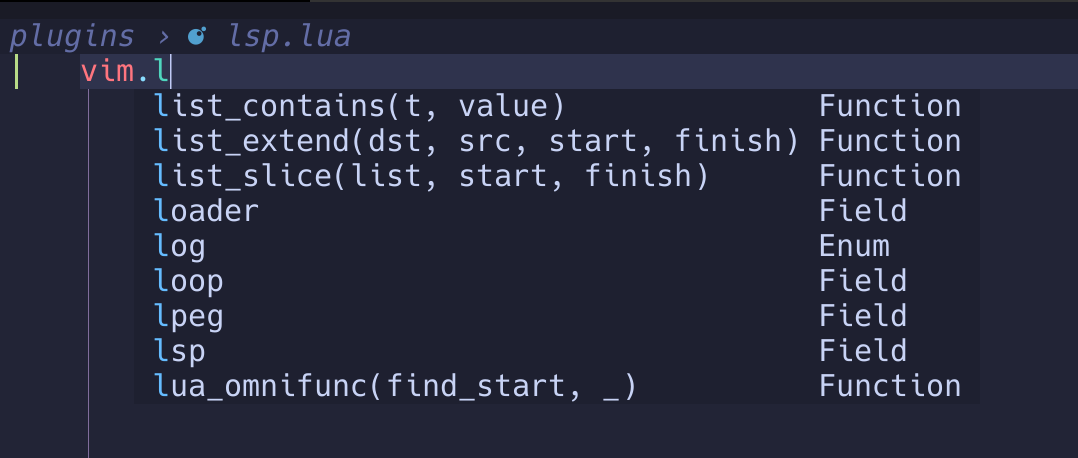 plugins › lsp.lua
vim.l
list_contains(t, value) Function
list_extend(dst, src, start, finish) Function
list_slice(list, start, finish) Function
loader Field
log Enum
loop Field
lpeg Field
lsp Field
lua_omnifunc(find_start, _) Function